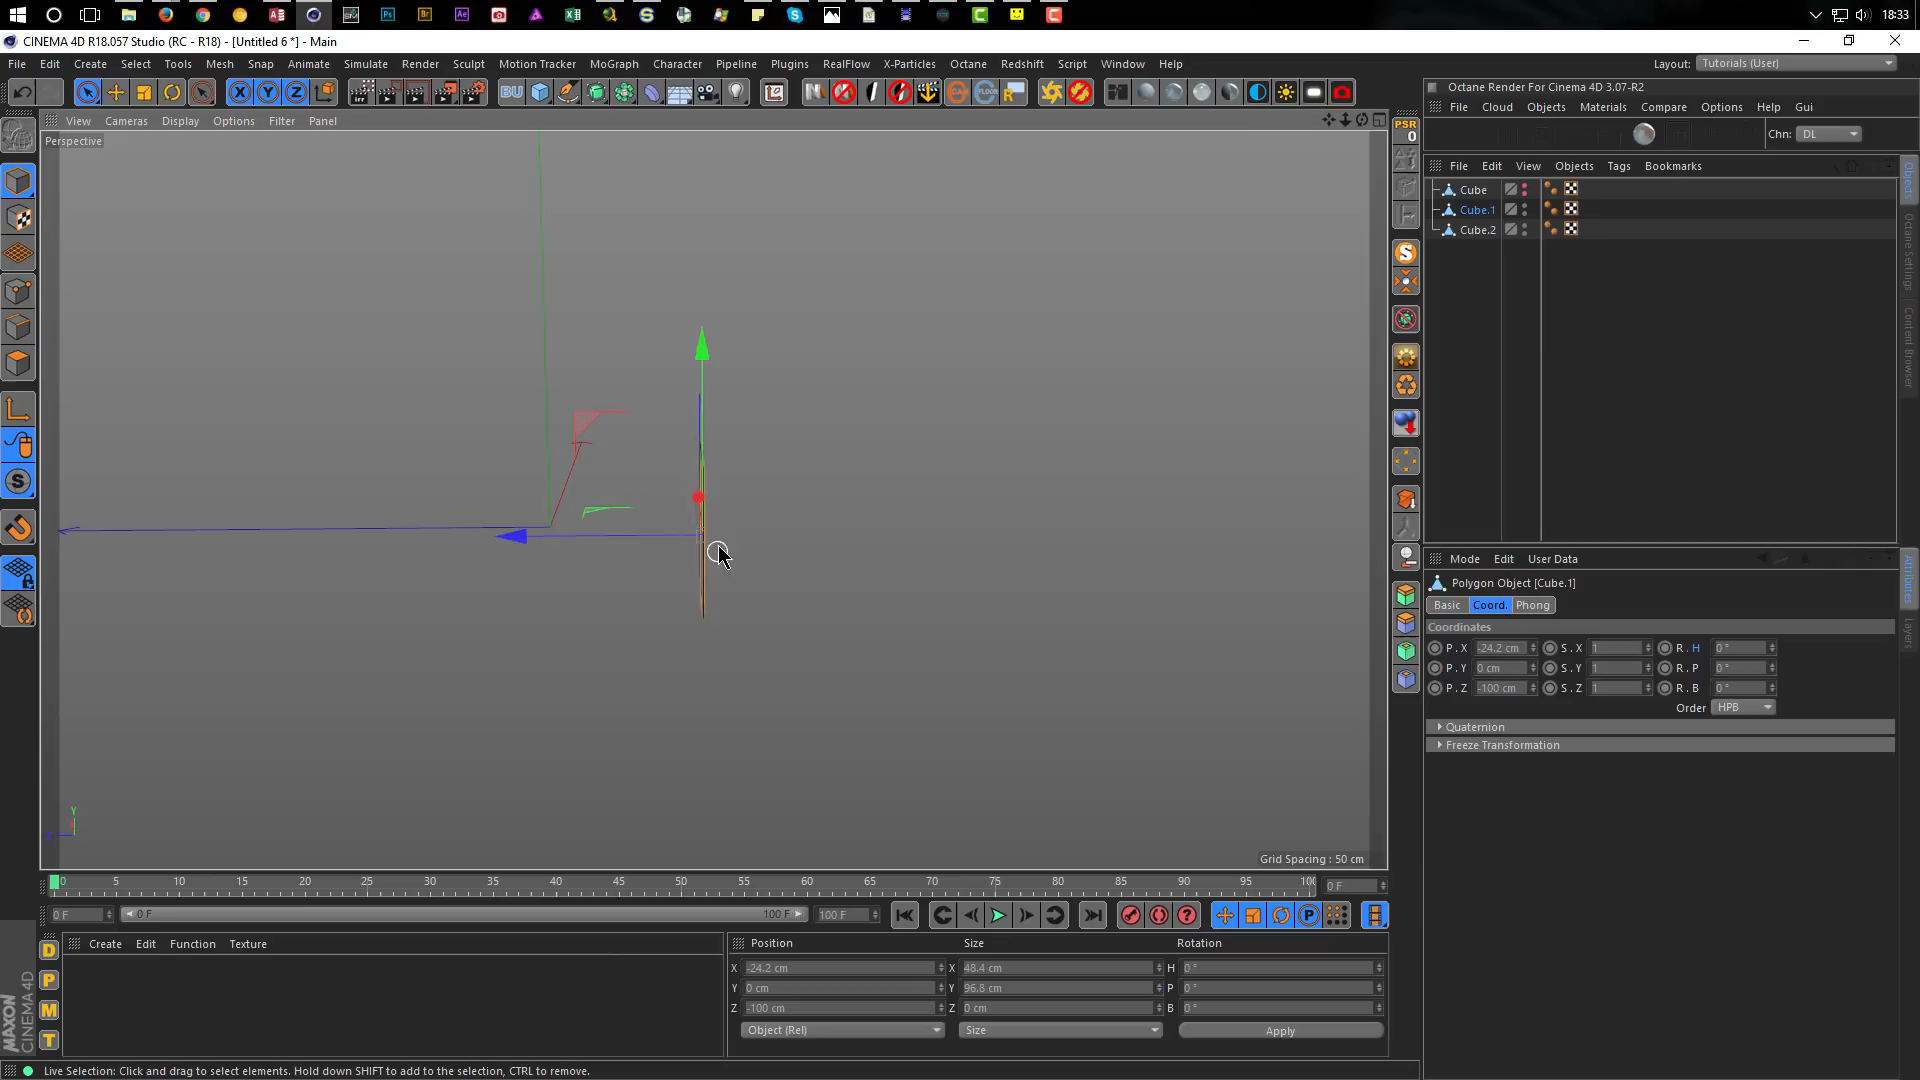 18:33
CINEMA 4D R18.057 Studio (RC - R18) - [Untitled 6 *] - Main
File Edit Create Select Tools Mesh Snap Animate Simulate Render Sculpt Motion Tracker MoGraph Character Pipeline Plugins RealFlow X-Particles Octane Redshift Script Window Help
Layout: Tutorials (User)
Octane Render For Cinema 4D 3.07-R2
File Cloud Objects Materials Compare Options Help Gui
Chn: DL
View Cameras Display Options Filter Panel
Perspective
PSR
0
File Edit View Objects Tags Bookmarks
Cube
Cube.1
Cube.2
Objects
Octane Settings
Content Browser
Mode Edit User Data
Polygon Object [Cube.1]
Basic Coord. Phong
Coordinates
P . X -24.2 cm S . X 1 R . H 0 °
P . Y 0 cm S . Y 1 R . P 0 °
P . Z -100 cm S . Z 1 R . B 0 °
Order HPB
Quaternion
Freeze Transformation
Attributes
Layers
Y
Z
Grid Spacing : 50 cm
0 5 10 15 20 25 30 35 40 45 50 55 60 65 70 75 80 85 90 95 100
0 F
0 F 0 F 100 F 100 F
Create Edit Function Texture
D
P
M
T
MAXON
CINEMA 4D
Position Size Rotation
X -24.2 cm X 48.4 cm H 0 °
Y 0 cm Y 96.8 cm P 0 °
Z -100 cm Z 0 cm B 0 °
Object (Rel) Size Apply
Live Selection: Click and drag to select elements. Hold down SHIFT to add to the selection, CTRL to remove.